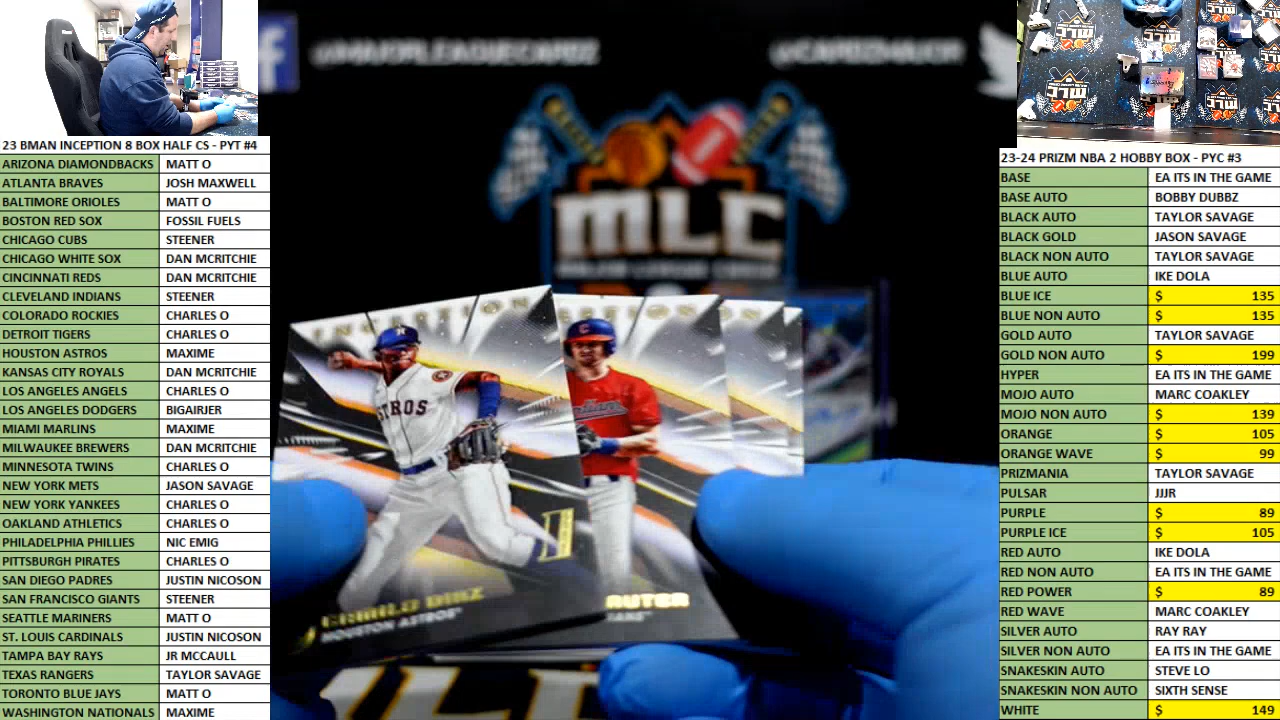 @MAJORLEAGUECARDZ
23 BMAN INCEPTION 8 BOX HALF CS - PYT #4
ARIZONA DIAMONDBACKS MATT O
ATLANTA BRAVES JOSH MAXWELL
BALTIMORE ORIOLES MATT O
BOSTON RED SOX FOSSIL FUELS
CHICAGO CUBS STEENER
CHICAGO WHITE SOX DAN MCRITCHIE
CINCINNATI REDS DAN MCRITCHIE
CLEVELAND INDIANS STEENER
COLORADO ROCKIES CHARLES O
DETROIT TIGERS CHARLES O
HOUSTON ASTROS MAXIME
KANSAS CITY ROYALS DAN MCRITCHIE
LOS ANGELES ANGELS CHARLES O
LOS ANGELES DODGERS BIGAIRJER
MIAMI MARLINS MAXIME
MILWAUKEE BREWERS DAN MCRITCHIE
MINNESOTA TWINS CHARLES O
NEW YORK METS JASON SAVAGE
NEW YORK YANKEES CHARLES O
OAKLAND ATHLETICS CHARLES O
PHILADELPHIA PHILLIES NIC EMIG
PITTSBURGH PIRATES CHARLES O
SAN DIEGO PADRES JUSTIN NICOSON
SAN FRANCISCO GIANTS STEENER
SEATTLE MARINERS MATT O
ST. LOUIS CARDINALS JUSTIN NICOSON
TAMPA BAY RAYS JR MCCAULL
TEXAS RANGERS TAYLOR SAVAGE
TORONTO BLUE JAYS MATT O
WASHINGTON NATIONALS MAXIME
MLC
INCEPTION
TROS
CAMILO DIAZ
HOUSTON ASTROS
23-24 PRIZM NBA 2 HOBBY BOX - PYC #3
BASE EA ITS IN THE GAME
BASE AUTO BOBBY DUBBZ
BLACK AUTO TAYLOR SAVAGE
BLACK GOLD JASON SAVAGE
BLACK NON AUTO TAYLOR SAVAGE
BLUE AUTO IKE DOLA
BLUE ICE $ 135
BLUE NON AUTO $ 135
GOLD AUTO TAYLOR SAVAGE
GOLD NON AUTO $ 199
HYPER EA ITS IN THE GAME
MOJO AUTO MARC COAKLEY
MOJO NON AUTO $ 139
ORANGE $ 105
ORANGE WAVE $ 99
PRIZMANIA TAYLOR SAVAGE
PULSAR JJJR
PURPLE $ 89
PURPLE ICE $ 105
RED AUTO IKE DOLA
RED NON AUTO EA ITS IN THE GAME
RED POWER $ 89
RED WAVE MARC COAKLEY
SILVER AUTO RAY RAY
SILVER NON AUTO EA ITS IN THE GAME
SNAKESKIN AUTO STEVE LO
SNAKESKIN NON AUTO SIXTH SENSE
WHITE $ 149